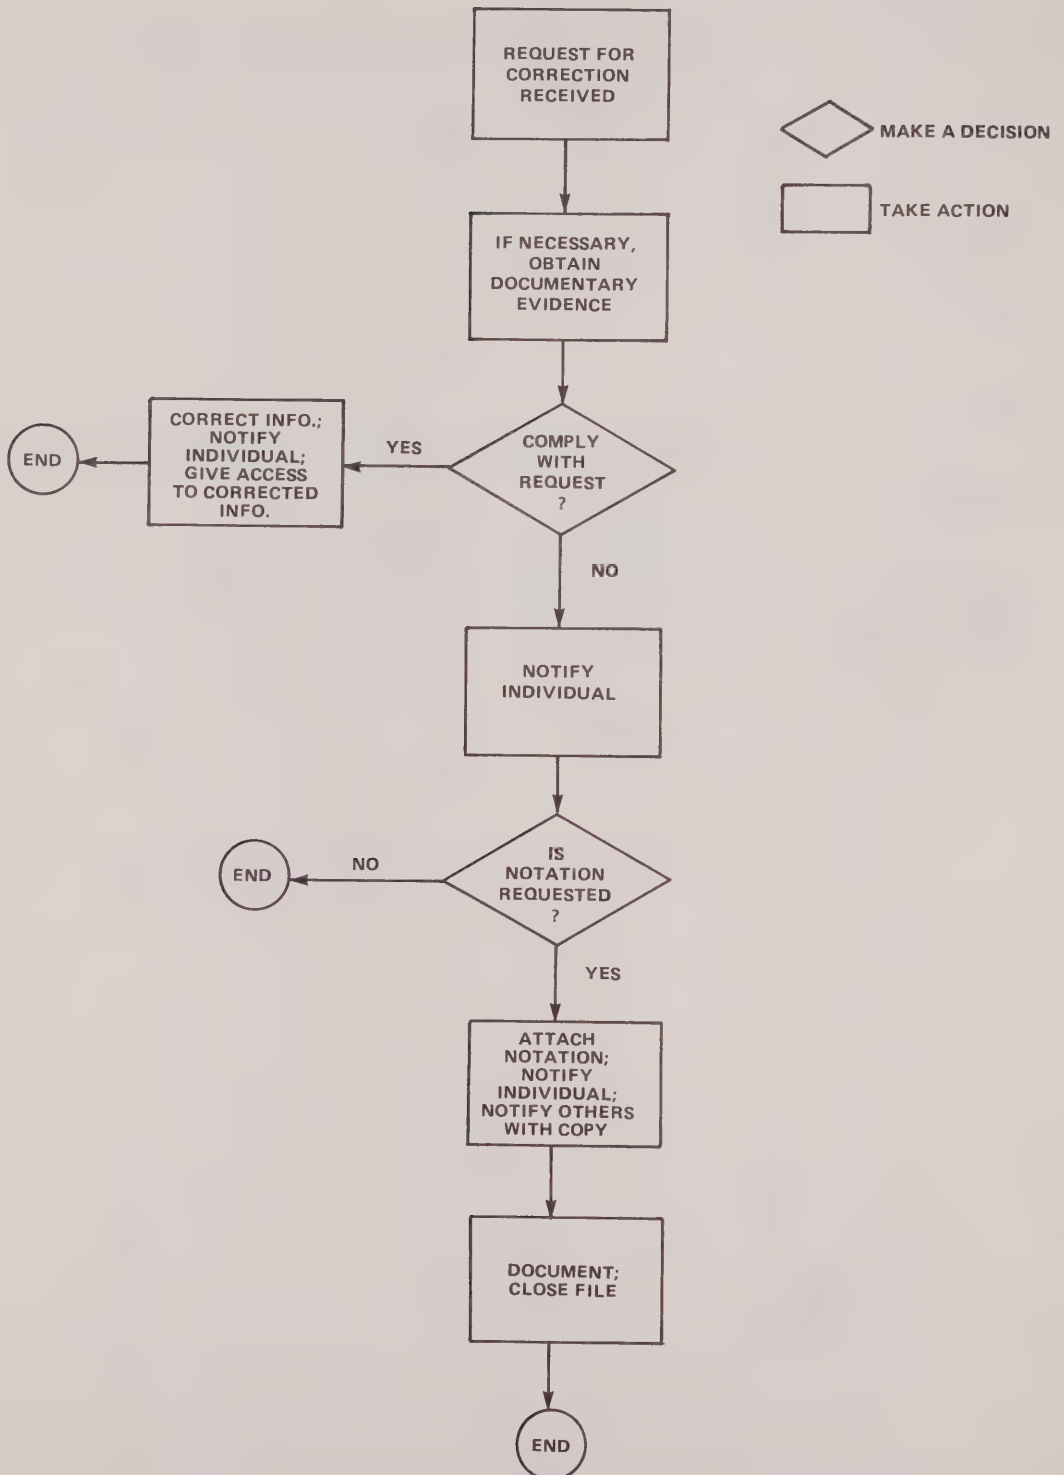 REQUEST FOR
CORRECTION
RECEIVED
MAKE A DECISION
TAKE ACTION
IF NECESSARY,
OBTAIN
DOCUMENTARY
EVIDENCE
COMPLY
WITH
REQUEST
?
YES
CORRECT INFO.;
NOTIFY
INDIVIDUAL;
GIVE ACCESS
TO CORRECTED
INFO.
END
NO
NOTIFY
INDIVIDUAL
IS
NOTATION
REQUESTED
?
NO
END
YES
ATTACH
NOTATION;
NOTIFY
INDIVIDUAL;
NOTIFY OTHERS
WITH COPY
DOCUMENT;
CLOSE FILE
END